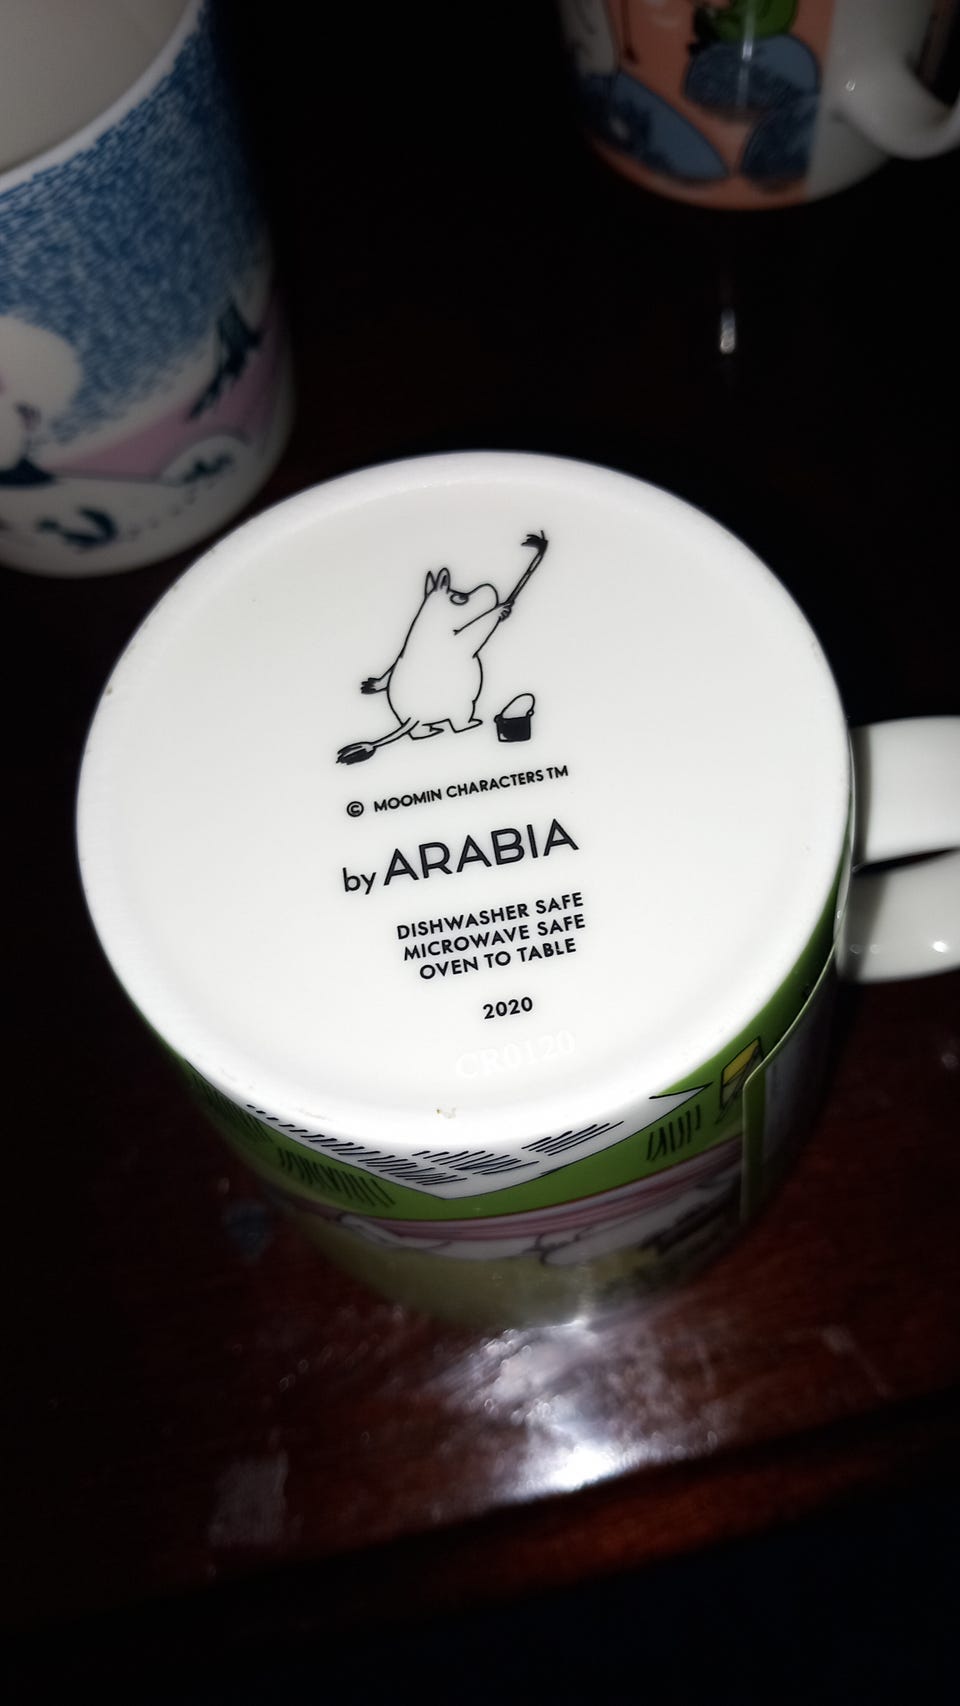 © MOOMIN CHARACTERS TM
by ARABIA
DISHWASHER SAFE
MICROWAVE SAFE
OVEN TO TABLE
2020
CR0120